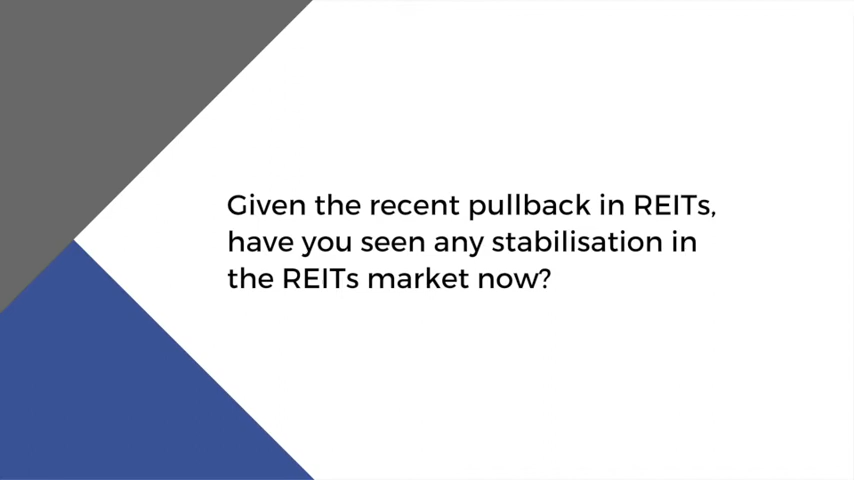 Given the recent pullback in REITs,
have you seen any stabilisation in
the REITs market now?